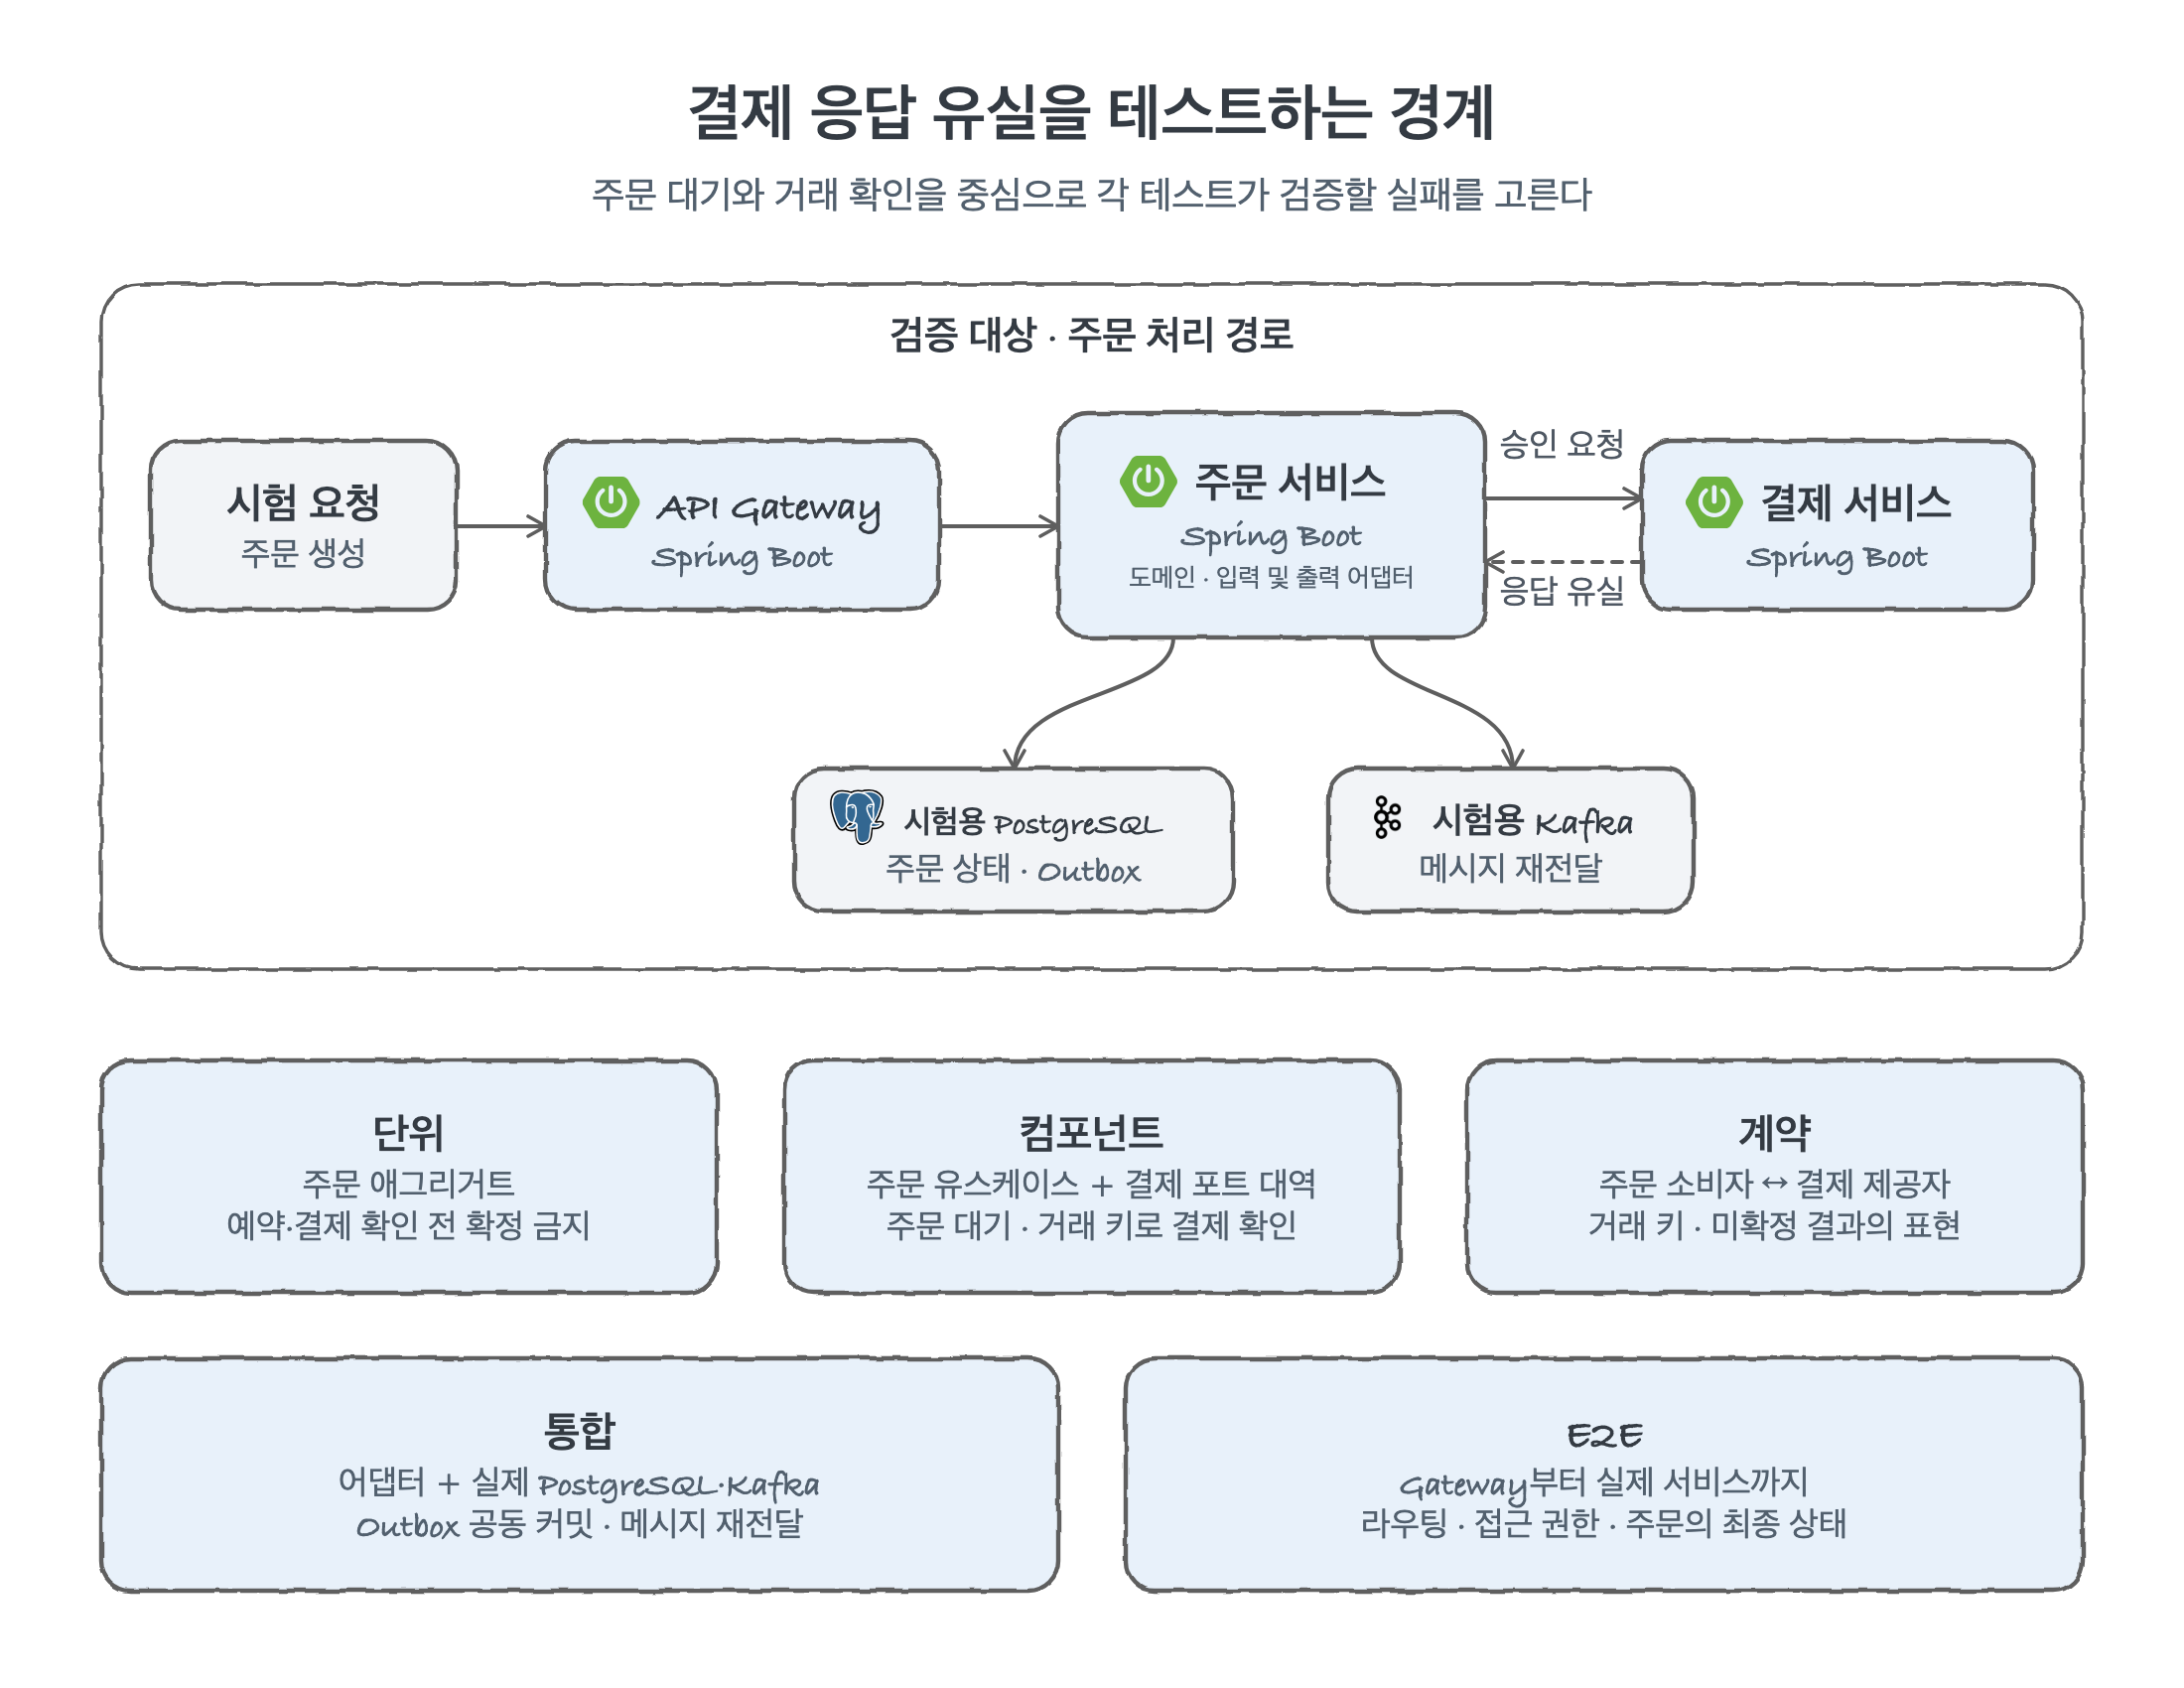 결제 응답 유실을 테스트하는 경계
주문 대기와 거래 확인을 중심으로 각 테스트가 검증할 실패를 고른다
검증 대상 · 주문 처리 경로
시험 요청
주문 생성
API Gateway
Spring Boot
주문 서비스
Spring Boot
도메인 · 입력 및 출력 어댑터
승인 요청
응답 유실
결제 서비스
Spring Boot
시험용 PostgreSQL
주문 상태 · Outbox
시험용 Kafka
메시지 재전달
단위
주문 애그리거트
예약·결제 확인 전 확정 금지
컴포넌트
주문 유스케이스 + 결제 포트 대역
주문 대기 · 거래 키로 결제 확인
계약
주문 소비자 ↔ 결제 제공자
거래 키 · 미확정 결과의 표현
통합
어댑터 + 실제 PostgreSQL·Kafka
Outbox 공동 커밋 · 메시지 재전달
E2E
Gateway부터 실제 서비스까지
라우팅 · 접근 권한 · 주문의 최종 상태